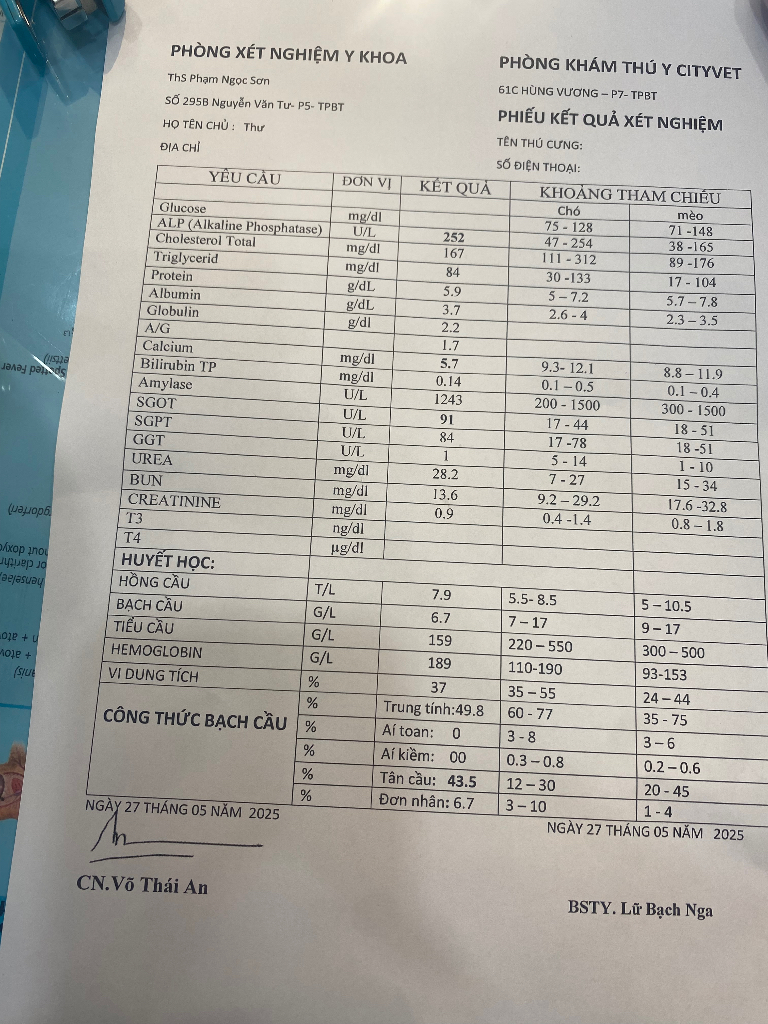 PHÒNG XÉT NGHIỆM Y KHOA
ThS Phạm Ngọc Sơn
SỐ 295B Nguyễn Văn Tư- P5- TPBT
HỌ TÊN CHỦ : Thư
ĐỊA CHỈ
PHÒNG KHÁM THÚ Y CITYVET
61C HÙNG VƯƠNG – P7- TPBT
PHIẾU KẾT QUẢ XÉT NGHIỆM
TÊN THÚ CƯNG:
SỐ ĐIỆN THOẠI:
YÊU CẦU ĐƠN VỊ KẾT QUẢ KHOẢNG THAM CHIẾU
Chó mèo
Glucose mg/dl 75 - 128 71 -148
ALP (Alkaline Phosphatase) U/L 252 47 - 254 38 -165
Cholesterol Total mg/dl 167 111 - 312 89 -176
Triglycerid mg/dl 84 30 -133 17 - 104
Protein g/dL 5.9 5 – 7.2 5.7 – 7.8
Albumin g/dL 3.7 2.6 - 4 2.3 – 3.5
Globulin g/dl 2.2
A/G 1.7
Calcium mg/dl 5.7 9.3- 12.1 8.8 – 11.9
Bilirubin TP mg/dl 0.14 0.1 – 0.5 0.1 – 0.4
Amylase U/L 1243 200 - 1500 300 - 1500
SGOT U/L 91 17 - 44 18 - 51
SGPT U/L 84 17 -78 18 -51
GGT U/L 1 5 - 14 1 - 10
UREA mg/dl 28.2 7 - 27 15 - 34
BUN mg/dl 13.6 9.2 – 29.2 17.6 -32.8
CREATININE mg/dl 0.9 0.4 -1.4 0.8 – 1.8
T3 ng/dl
T4 µg/dl
HUYẾT HỌC:
HỒNG CẦU T/L 7.9 5.5- 8.5 5 – 10.5
BẠCH CẦU G/L 6.7 7 – 17 9 – 17
TIỂU CẦU G/L 159 220 – 550 300 – 500
HEMOGLOBIN G/L 189 110-190 93-153
VI DUNG TÍCH % 37 35 – 55 24 – 44
CÔNG THỨC BẠCH CẦU % Trung tính:49.8 60 - 77 35 - 75
% Aí toan: 0 3 - 8 3 – 6
% Aí kiềm: 00 0.3 – 0.8 0.2 – 0.6
% Tân cầu: 43.5 12 – 30 20 - 45
% Đơn nhân: 6.7 3 – 10 1 - 4
NGÀY 27 THÁNG 05 NĂM 2025
CN.Võ Thái An
NGÀY 27 THÁNG 05 NĂM 2025
BSTY. Lữ Bạch Nga
Spotted Fever